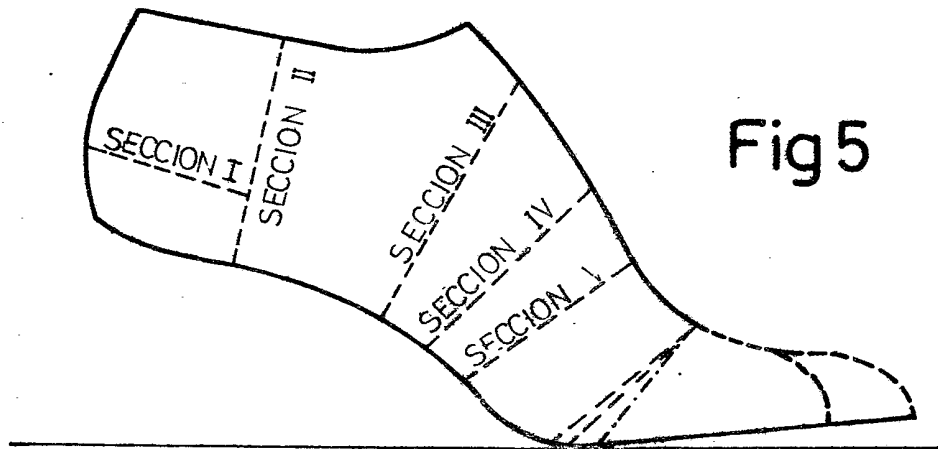 SECCION I
SECCION II
SECCION III
SECCION IV
SECCION V
Fig 5